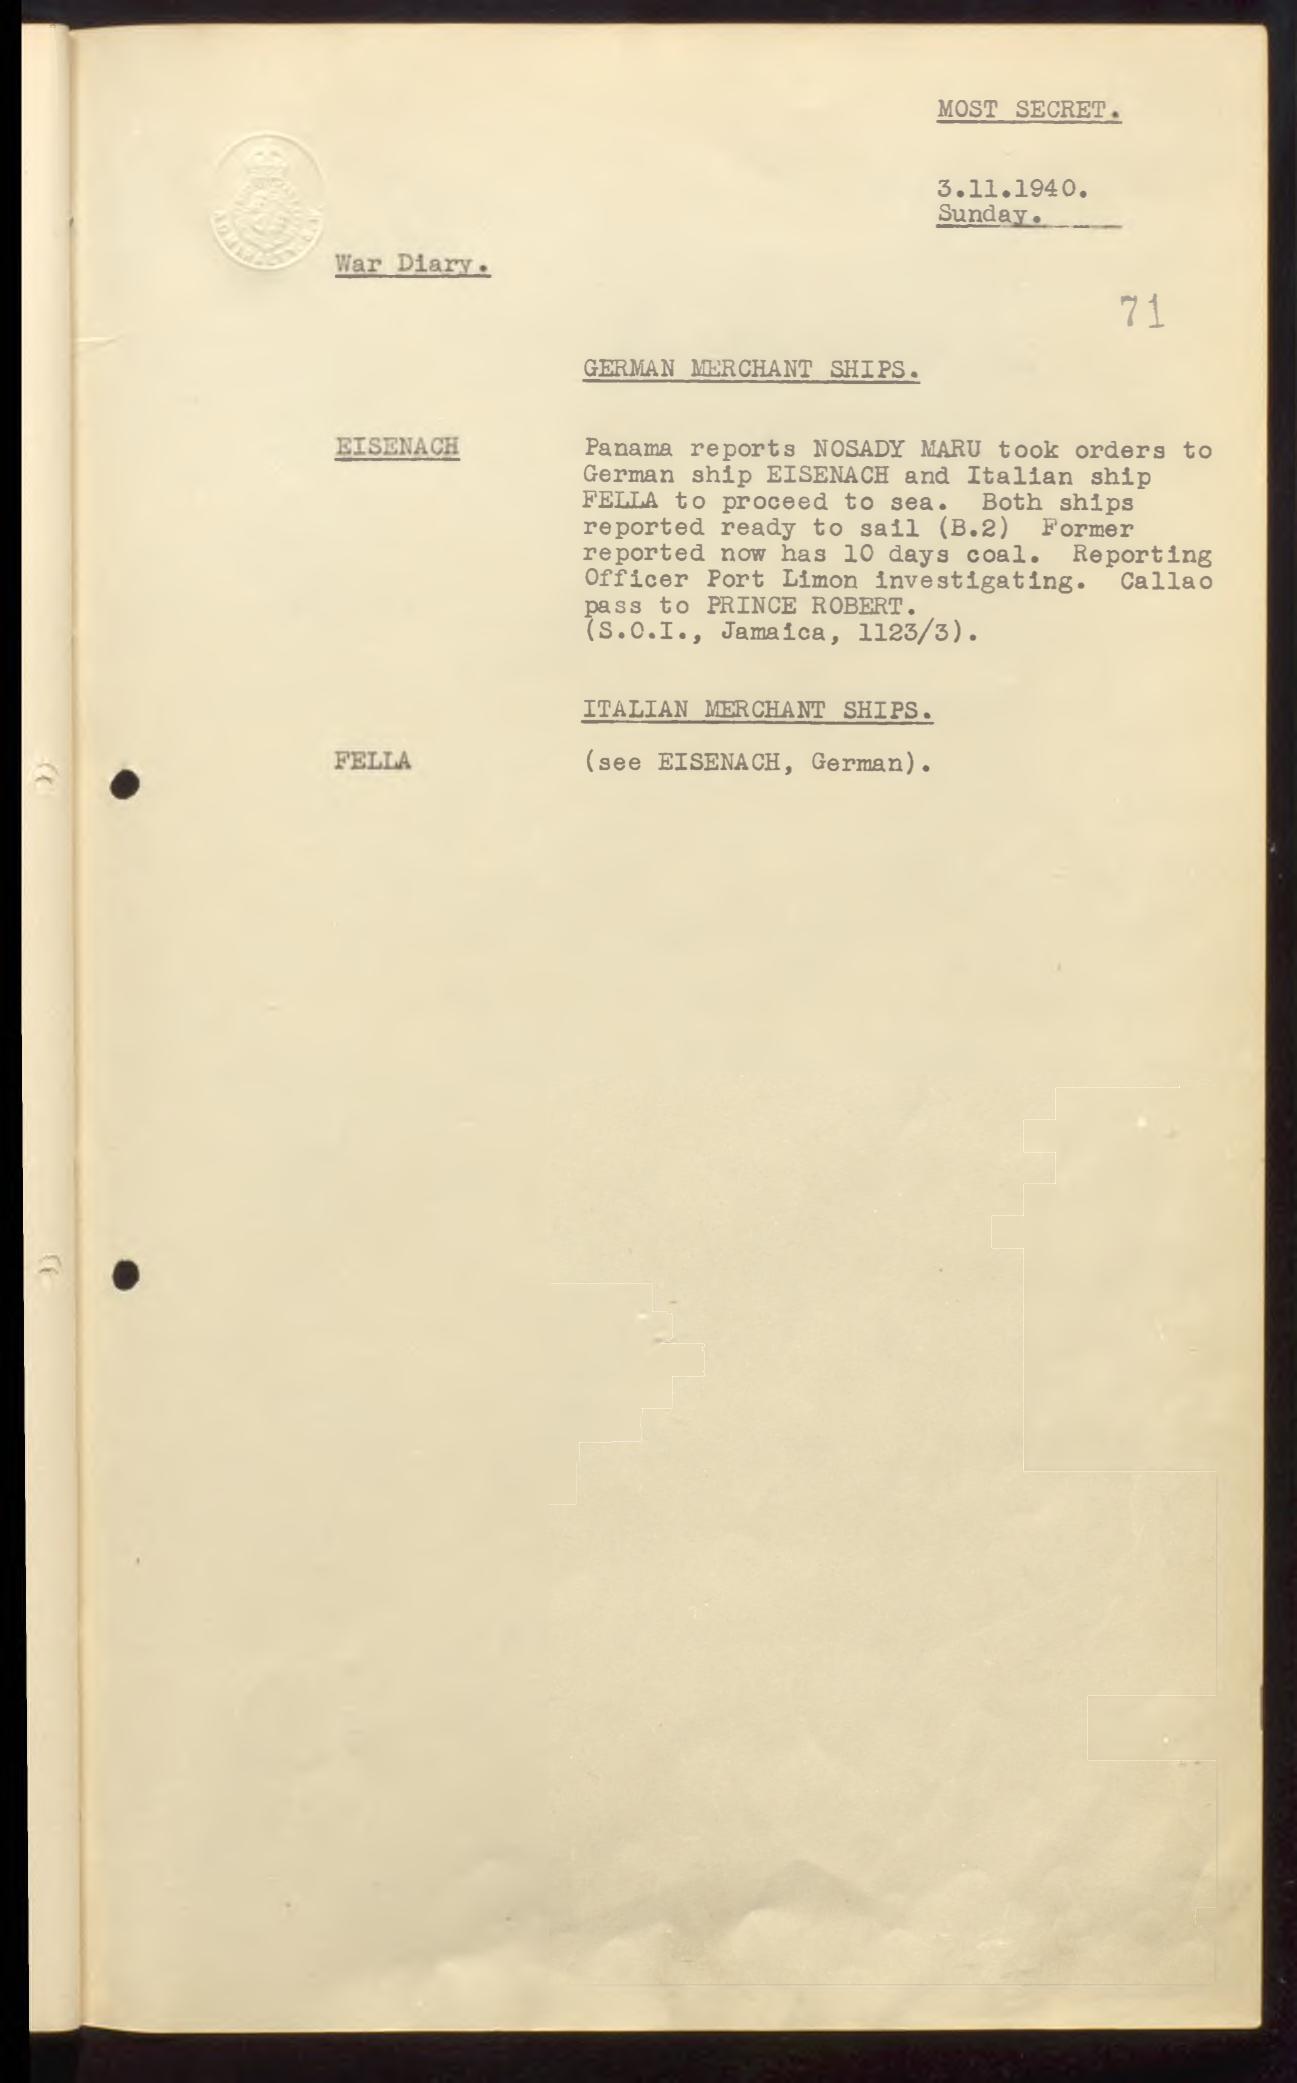 MOST SECRET.
3.11.1940.
Sunday.
War Diary.
71
GERMAN MERCHANT SHIPS.
EISENACH
Panama reports NOSADY MARU took orders to
German ship EISENACH and Italian ship
FELLA to proceed to sea. Both ships
reported ready to sail (B.2) Former
reported now has 10 days coal. Reporting
Officer Port Limon investigating. Callao
pass to PRINCE ROBERT.
(S.O.I., Jamaica, 1123/3).
ITALIAN MERCHANT SHIPS.
FELLA (see EISENACH, German).